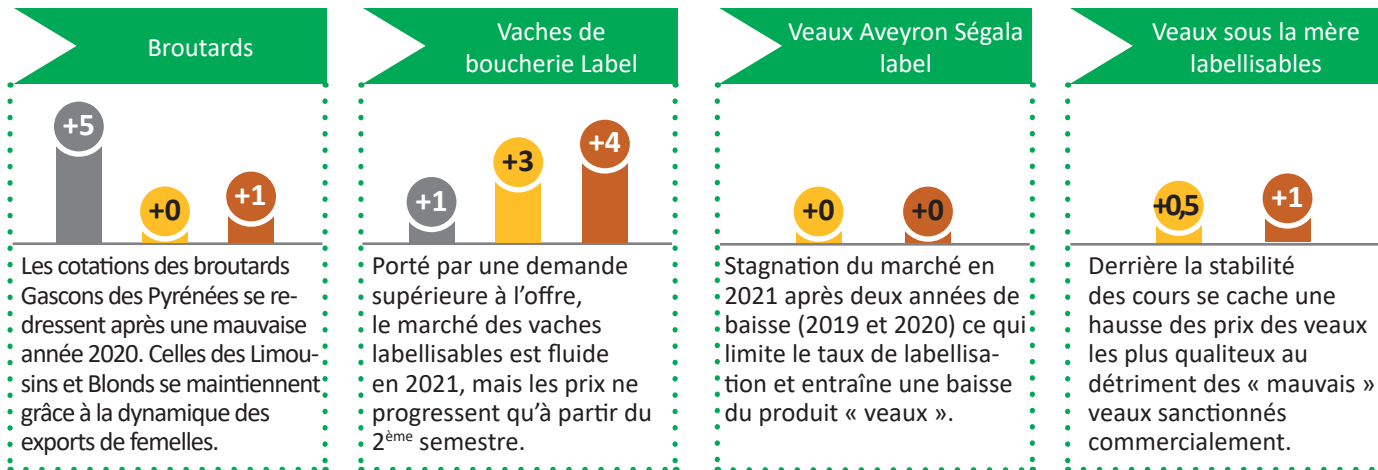 Broutards
+5
+0
+1
Les cotations des broutards
Gascons des Pyrénées se re-
dressent après une mauvaise
année 2020. Celles des Limou-
sins et Blonds se maintiennent
grâce à la dynamique des
exports de femelles.
Vaches de
boucherie Label
+1
+3
+4
Porté par une demande
supérieure à l’offre,
le marché des vaches
labellisables est fluide
en 2021, mais les prix ne
progressent qu’à partir du
2ème semestre.
Veaux Aveyron Ségala
label
+0
+0
Stagnation du marché en
2021 après deux années de
baisse (2019 et 2020) ce qui
limite le taux de labellisa-
tion et entraîne une baisse
du produit « veaux ».
Veaux sous la mère
labellisables
+0,5
+1
Derrière la stabilité
des cours se cache une
hausse des prix des veaux
les plus qualiteux au
détriment des « mauvais »
veaux sanctionnés
commercialement.